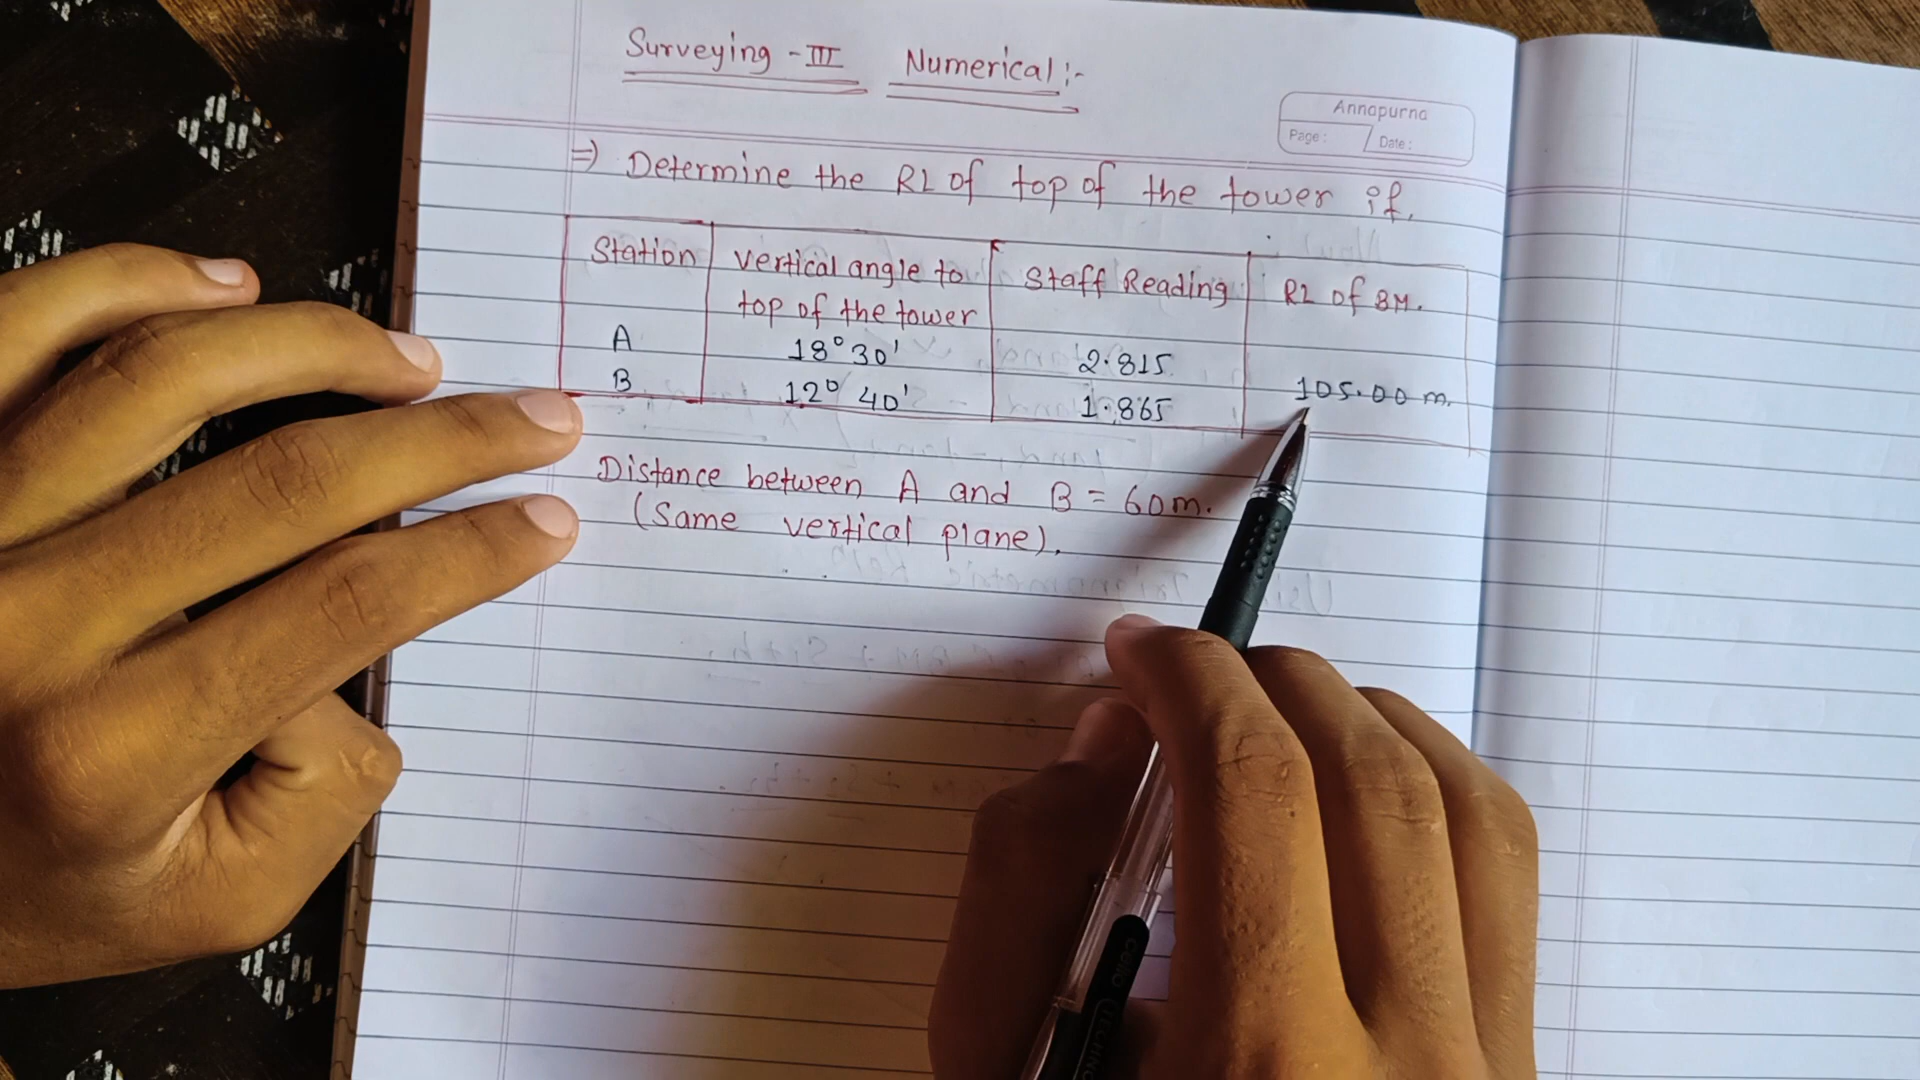 Surveying - III Numerical :-
Annapurna
Page : Date :
⇒ Determine the RL of top of the tower if,
Station Vertical angle to top of the tower Staff Reading RL of BM.
A 18° 30' 2.815
B 12° 40' 1.865 105.00 m.
Distance between A and B = 60m.
(Same vertical plane).
cello